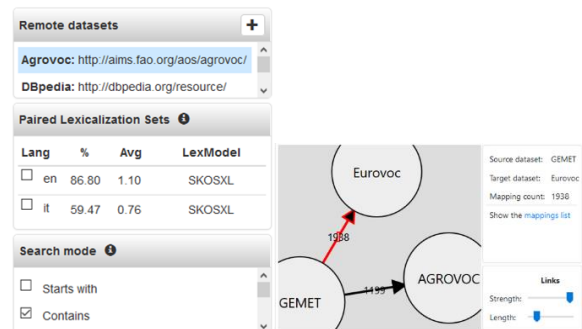 Remote datasets
+
Agrovoc: http://aims.fao.org/aos/agrovoc/
DBpedia: http://dbpedia.org/resource/
Paired Lexicalization Sets
Lang % Avg LexModel
en 86.80 1.10 SKOSXL
it 59.47 0.76 SKOSXL
Search mode
Starts with
Contains
Eurovoc
1938
GEMET
1199
AGROVOC
Source dataset: GEMET
Target dataset: Eurovoc
Mapping count: 1938
Show the mappings list
Links
Strength:
Length: